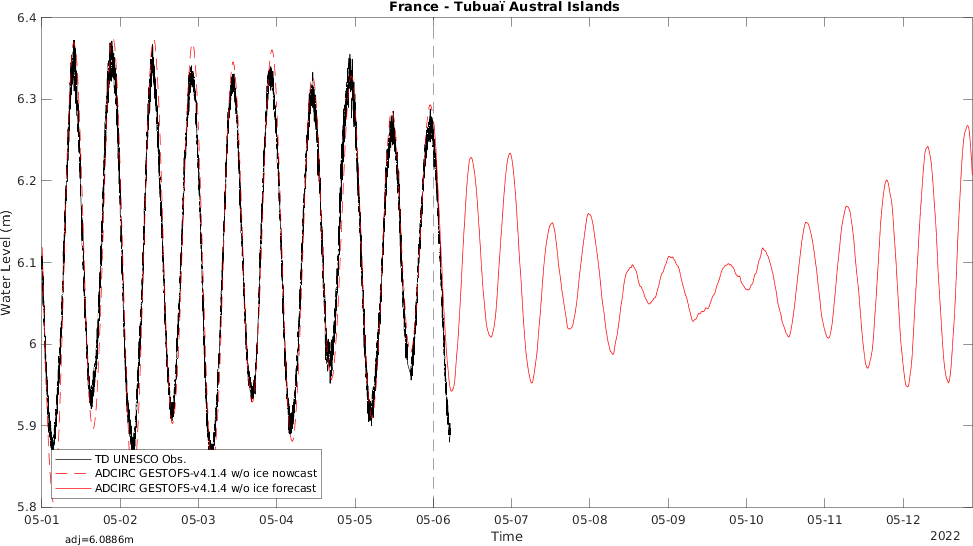 France - Tubuaï Austral Islands
6.4
6.3
6.2
6.1
6
5.9
5.8
Water Level (m)
TD UNESCO Obs.
ADCIRC GESTOFS-v4.1.4 w/o ice nowcast
ADCIRC GESTOFS-v4.1.4 w/o ice forecast
05-01 05-02 05-03 05-04 05-05 05-06 05-07 05-08 05-09 05-10 05-11 05-12
Time
2022
adj=6.0886m